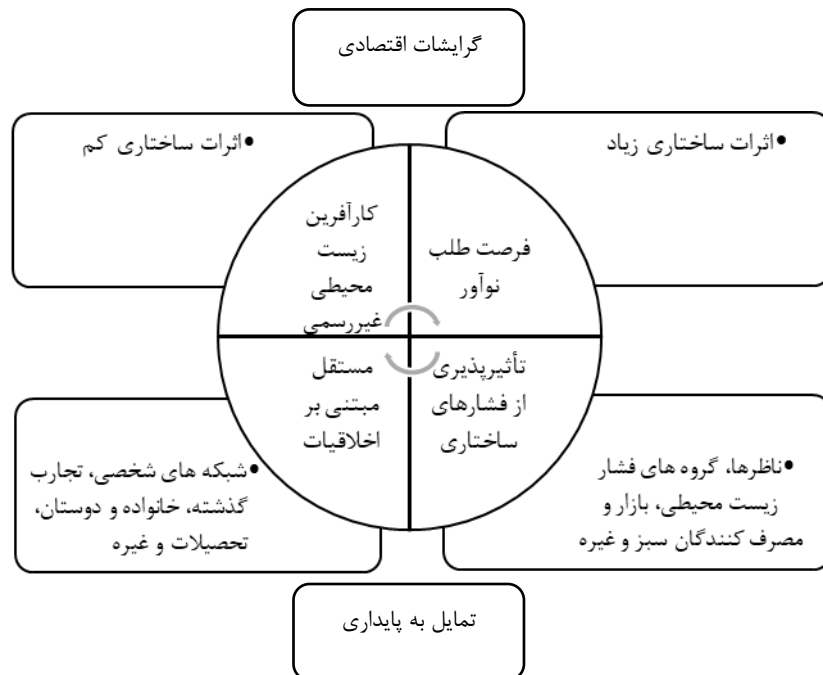 گرایشات اقتصادی
•اثرات ساختاری زیاد
•اثرات ساختاری کم
فرصت طلب
نوآور
کارآفرین
زیست
محیطی
غیررسمی
تأثیرپذیری
از فشارهای
ساختاری
مستقل
مبتنی بر
اخلاقیات
•ناظرها، گروه های فشار
زیست محیطی، بازار و
مصرف کنندگان سبز و غیره
•شبکه های شخصی، تجارب
گذشته، خانواده و دوستان،
تحصیلات و غیره
تمایل به پایداری